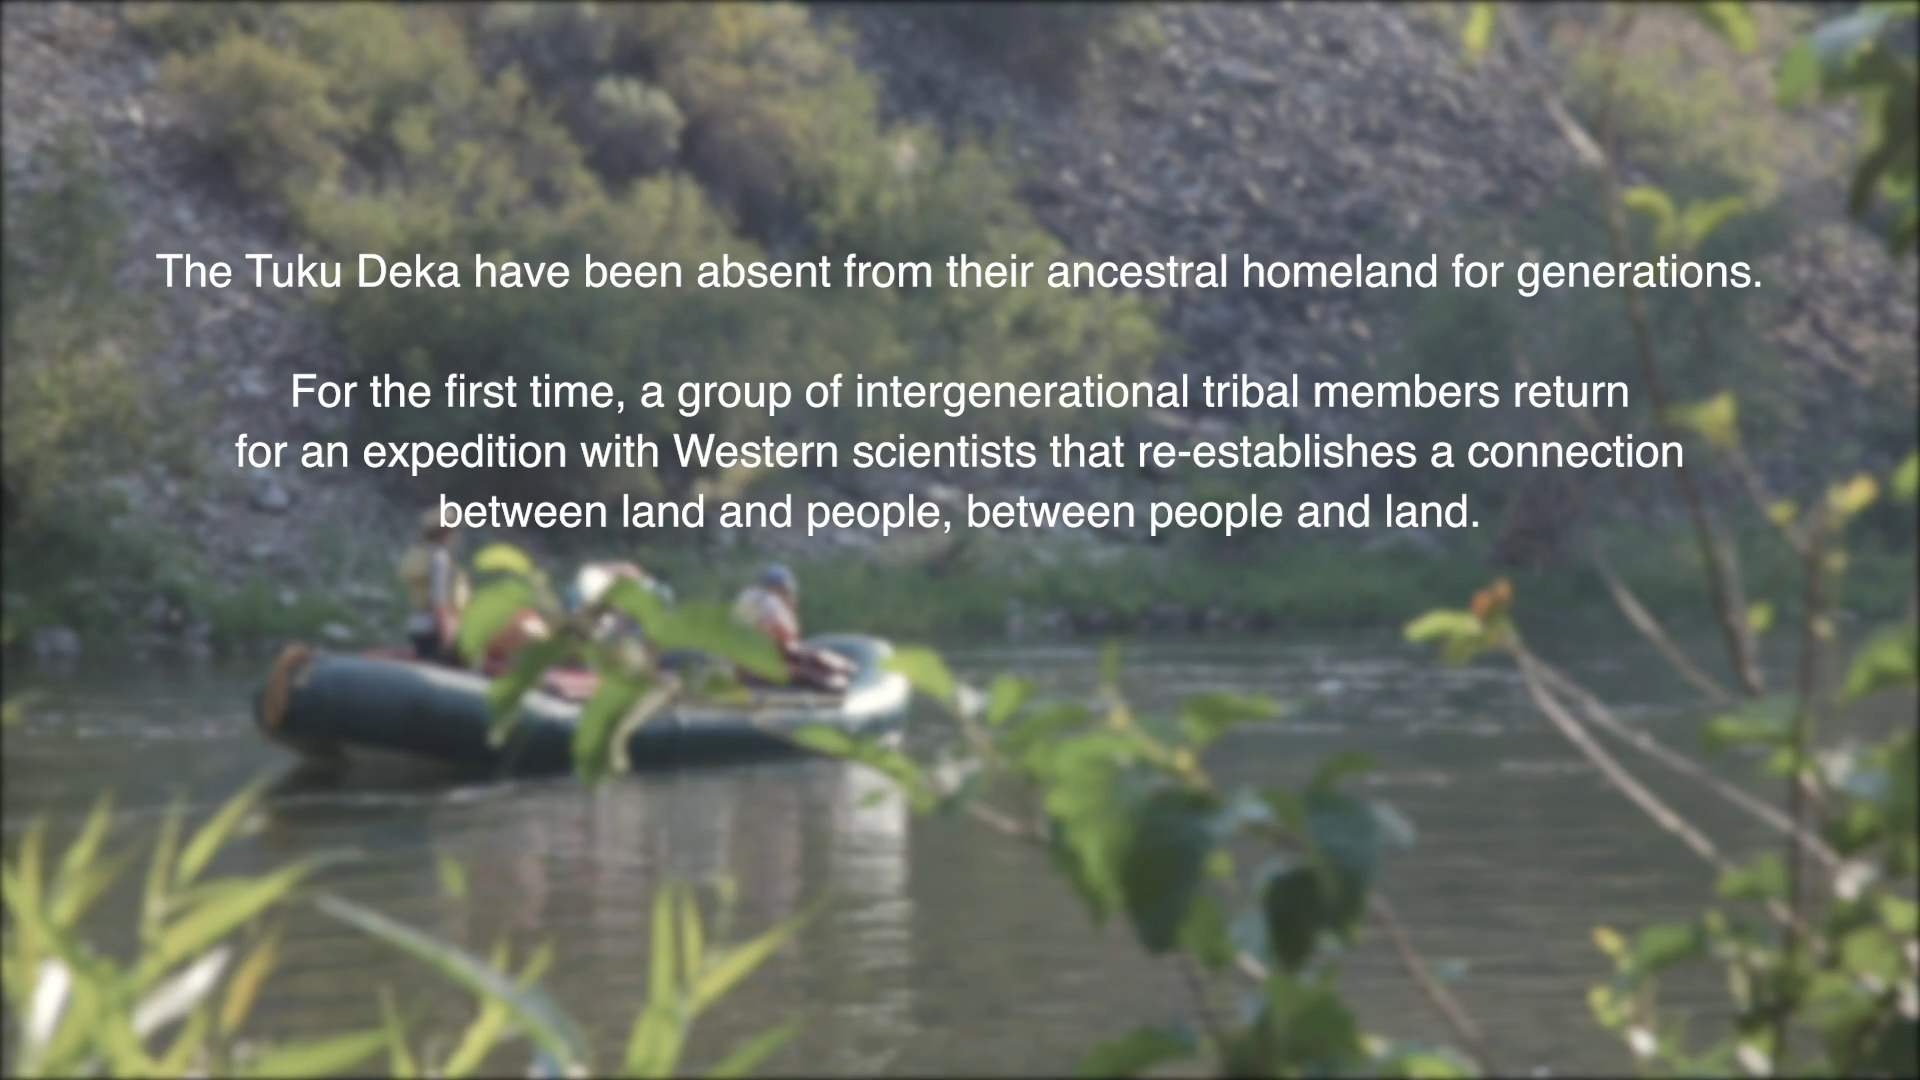 The Tuku Deka have been absent from their ancestral homeland for generations.
For the first time, a group of intergenerational tribal members return
for an expedition with Western scientists that re-establishes a connection
between land and people, between people and land.